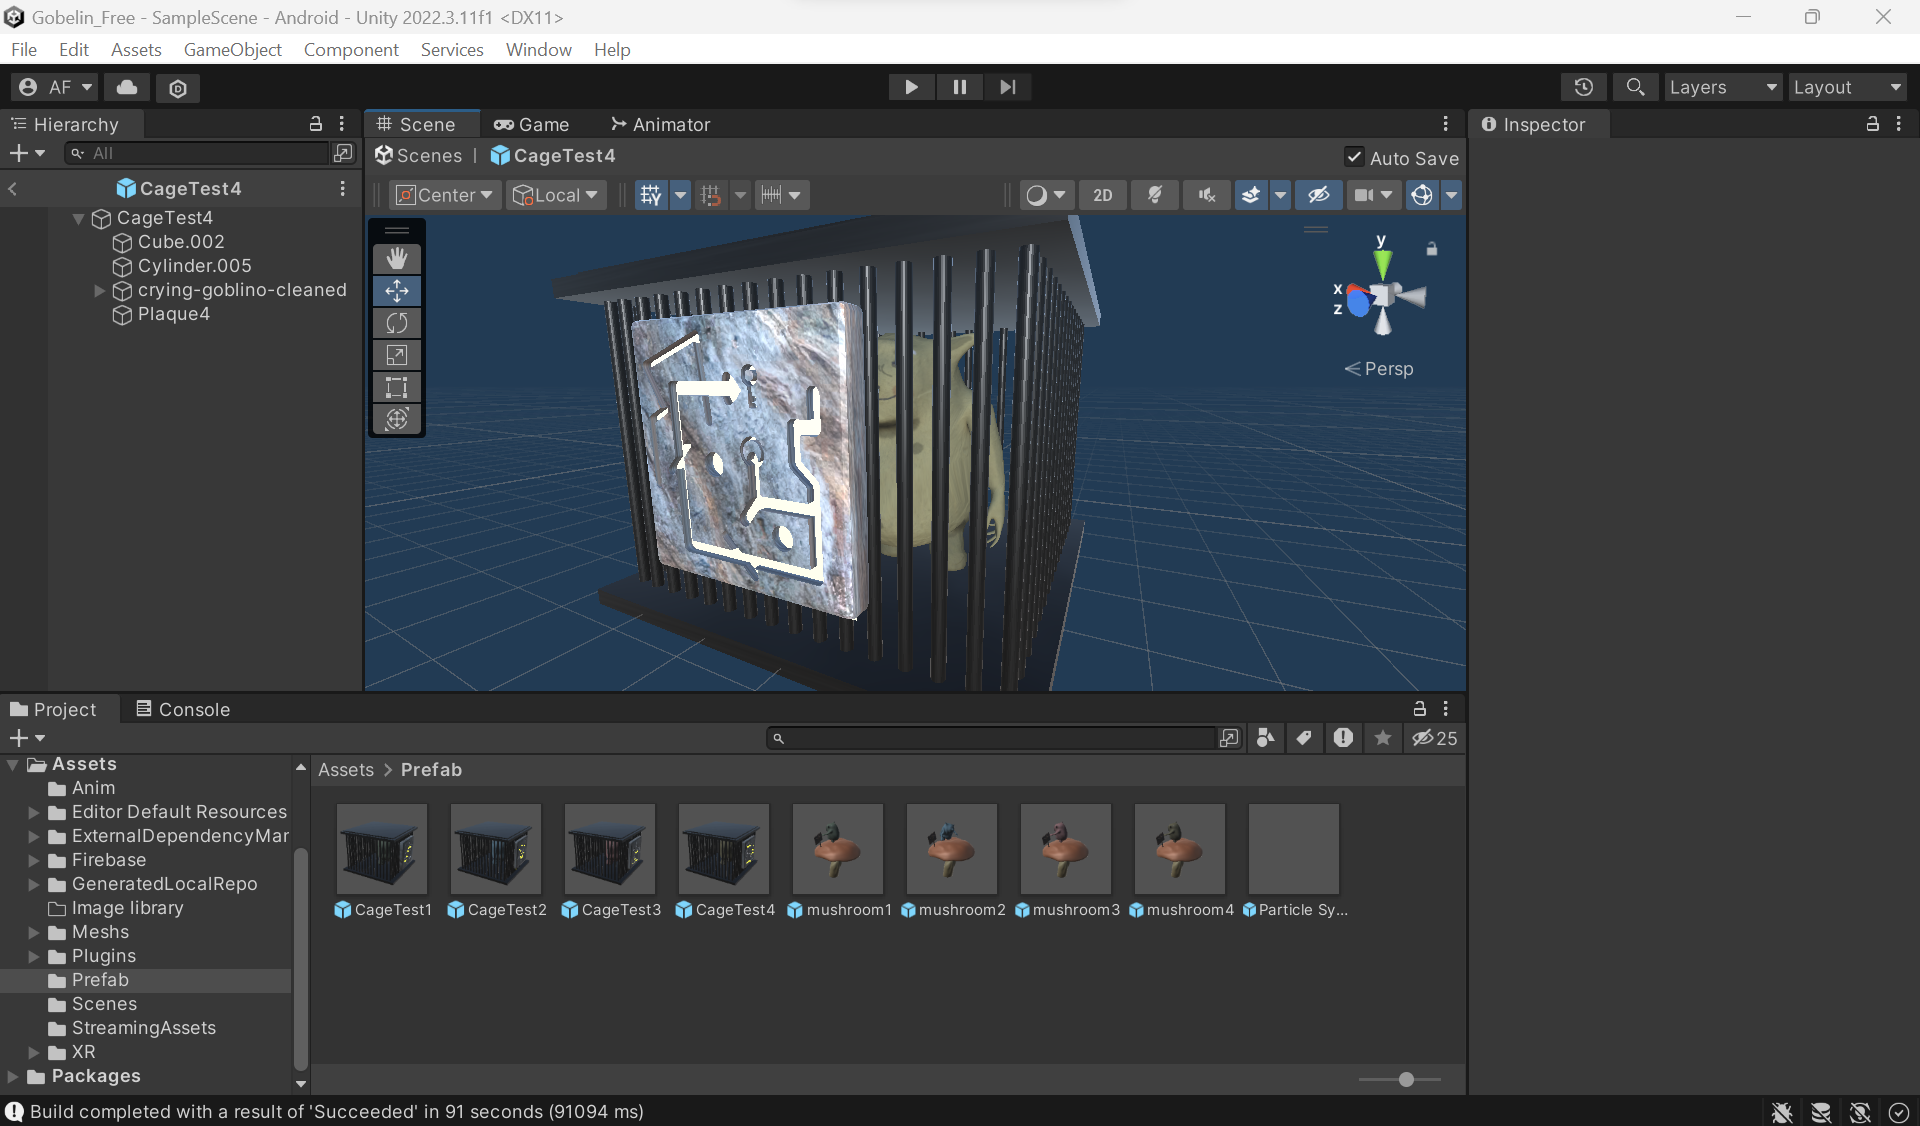 Gobelin_Free - SampleScene - Android - Unity 2022.3.11f1 <DX11>
File Edit Assets GameObject Component Services Window Help
AF Layers Layout
Hierarchy
All
CageTest4
CageTest4
Cube.002
Cylinder.005
crying-goblino-cleaned
Plaque4
Scene Game Animator
Scenes | CageTest4 Auto Save
Center Local 2D
y
x
z
Persp
Inspector
Project Console
25
Assets
Anim
Editor Default Resources
ExternalDependencyMar
Firebase
GeneratedLocalRepo
Image library
Meshs
Plugins
Prefab
Scenes
StreamingAssets
XR
Packages
Assets > Prefab
CageTest1 CageTest2 CageTest3 CageTest4 mushroom1 mushroom2 mushroom3 mushroom4 Particle Sy...
Build completed with a result of 'Succeeded' in 91 seconds (91094 ms)